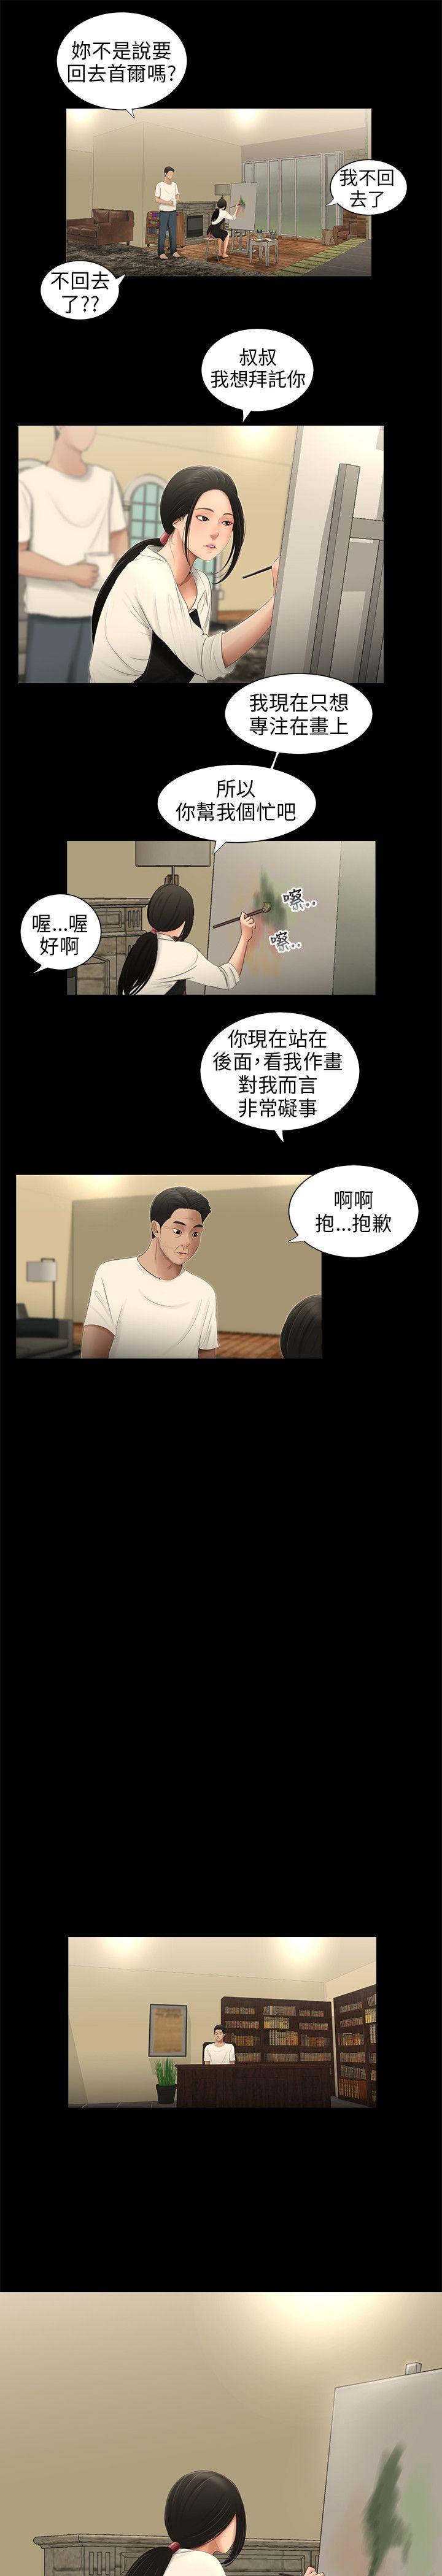 妳不是說要
回去首爾嗎?
我不回
去了
不回去
了??
叔叔
我想拜託你
我現在只想
專注在畫上
所以
你幫我個忙吧
嚓..
嚓..
喔...喔
好啊
你現在站在
後面,看我作畫
對我而言
非常礙事
啊啊
抱...抱歉